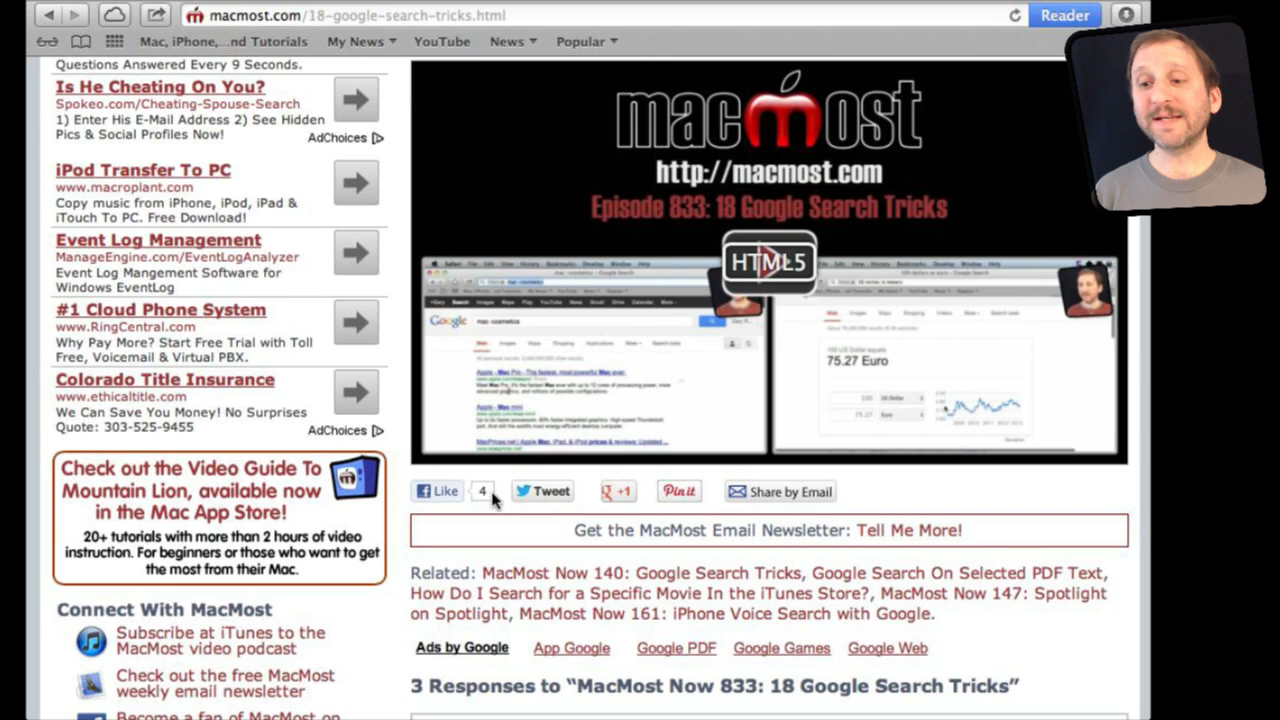 macmost.com/18-google-search-tricks.html
Reader
Mac, iPhone,...nd Tutorials
My News
YouTube
News
Popular
Questions Answered Every 9 Seconds.
Is He Cheating On You?
Spokeo.com/Cheating-Spouse-Search
1) Enter His E-Mail Address 2) See Hidden
Pics & Social Profiles Now!
AdChoices
iPod Transfer To PC
www.macroplant.com
Copy music from iPhone, iPod, iPad &
iTouch To PC. Free Download!
Event Log Management
ManageEngine.com/EventLogAnalyzer
Event Log Mangement Software for
Windows EventLog
#1 Cloud Phone System
www.RingCentral.com
Why Pay More? Start Free Trial with Toll
Free, Voicemail & Virtual PBX.
Colorado Title Insurance
www.ethicaltitle.com
We Can Save You Money! No Surprises
Quote: 303-525-9455
AdChoices
Check out the Video Guide To
Mountain Lion, available now
in the Mac App Store!
20+ tutorials with more than 2 hours of video
instruction. For beginners or those who want to get
the most from their Mac.
Connect With MacMost
Subscribe at iTunes to the
MacMost video podcast
Check out the free MacMost
weekly email newsletter
Become a fan of MacMost on
macmost
http://macmost.com
Episode 833: 18 Google Search Tricks
HTML5
Google
75.27 Euro
Like 4
Tweet
+1
Pin it
Share by Email
Get the MacMost Email Newsletter: Tell Me More!
Related: MacMost Now 140: Google Search Tricks, Google Search On Selected PDF Text,
How Do I Search for a Specific Movie In the iTunes Store?, MacMost Now 147: Spotlight
on Spotlight, MacMost Now 161: iPhone Voice Search with Google.
Ads by Google
App Google
Google PDF
Google Games
Google Web
3 Responses to “MacMost Now 833: 18 Google Search Tricks”